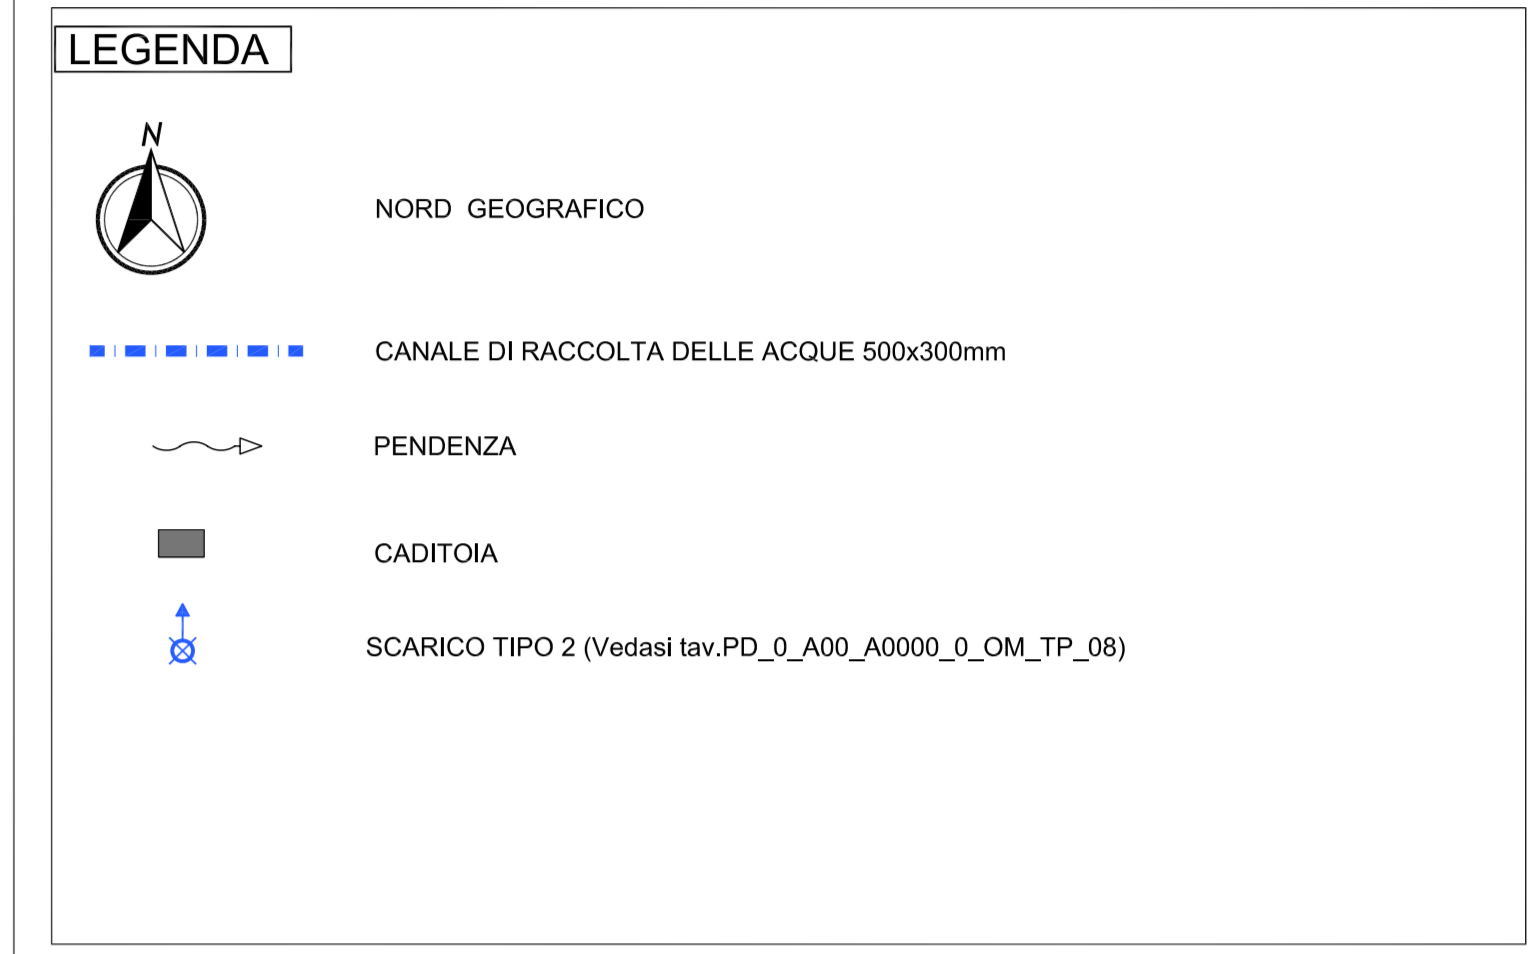 LEGENDA
N
NORD GEOGRAFICO
CANALE DI RACCOLTA DELLE ACQUE 500x300mm
PENDENZA
CADITOIA
SCARICO TIPO 2 (Vedasi tav.PD_0_A00_A0000_0_OM_TP_08)